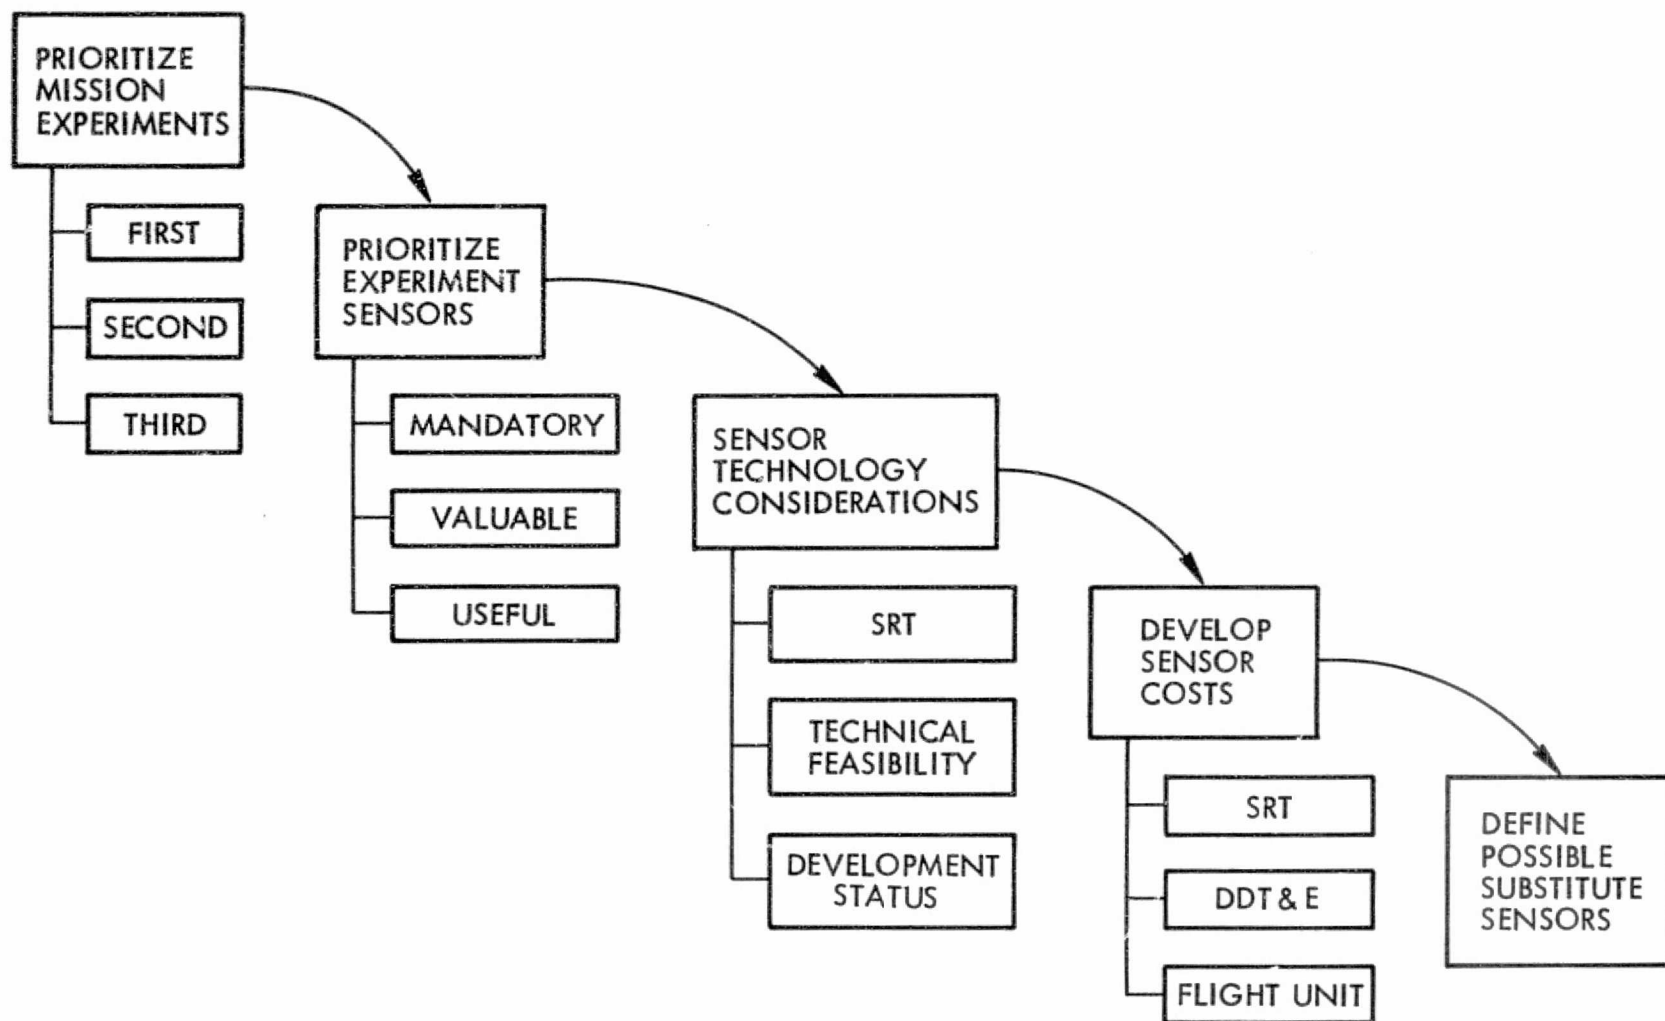 PRIORITIZE
MISSION
EXPERIMENTS
FIRST
SECOND
THIRD
PRIORITIZE
EXPERIMENT
SENSORS
MANDATORY
VALUABLE
USEFUL
SENSOR
TECHNOLOGY
CONSIDERATIONS
SRT
TECHNICAL
FEASIBILITY
DEVELOPMENT
STATUS
DEVELOP
SENSOR
COSTS
SRT
DDT & E
FLIGHT UNIT
DEFINE
POSSIBLE
SUBSTITUTE
SENSORS